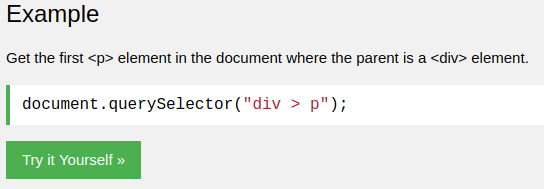 Example
Get the first <p> element in the document where the parent is a <div> element.
document.querySelector("div > p");
Try it Yourself »